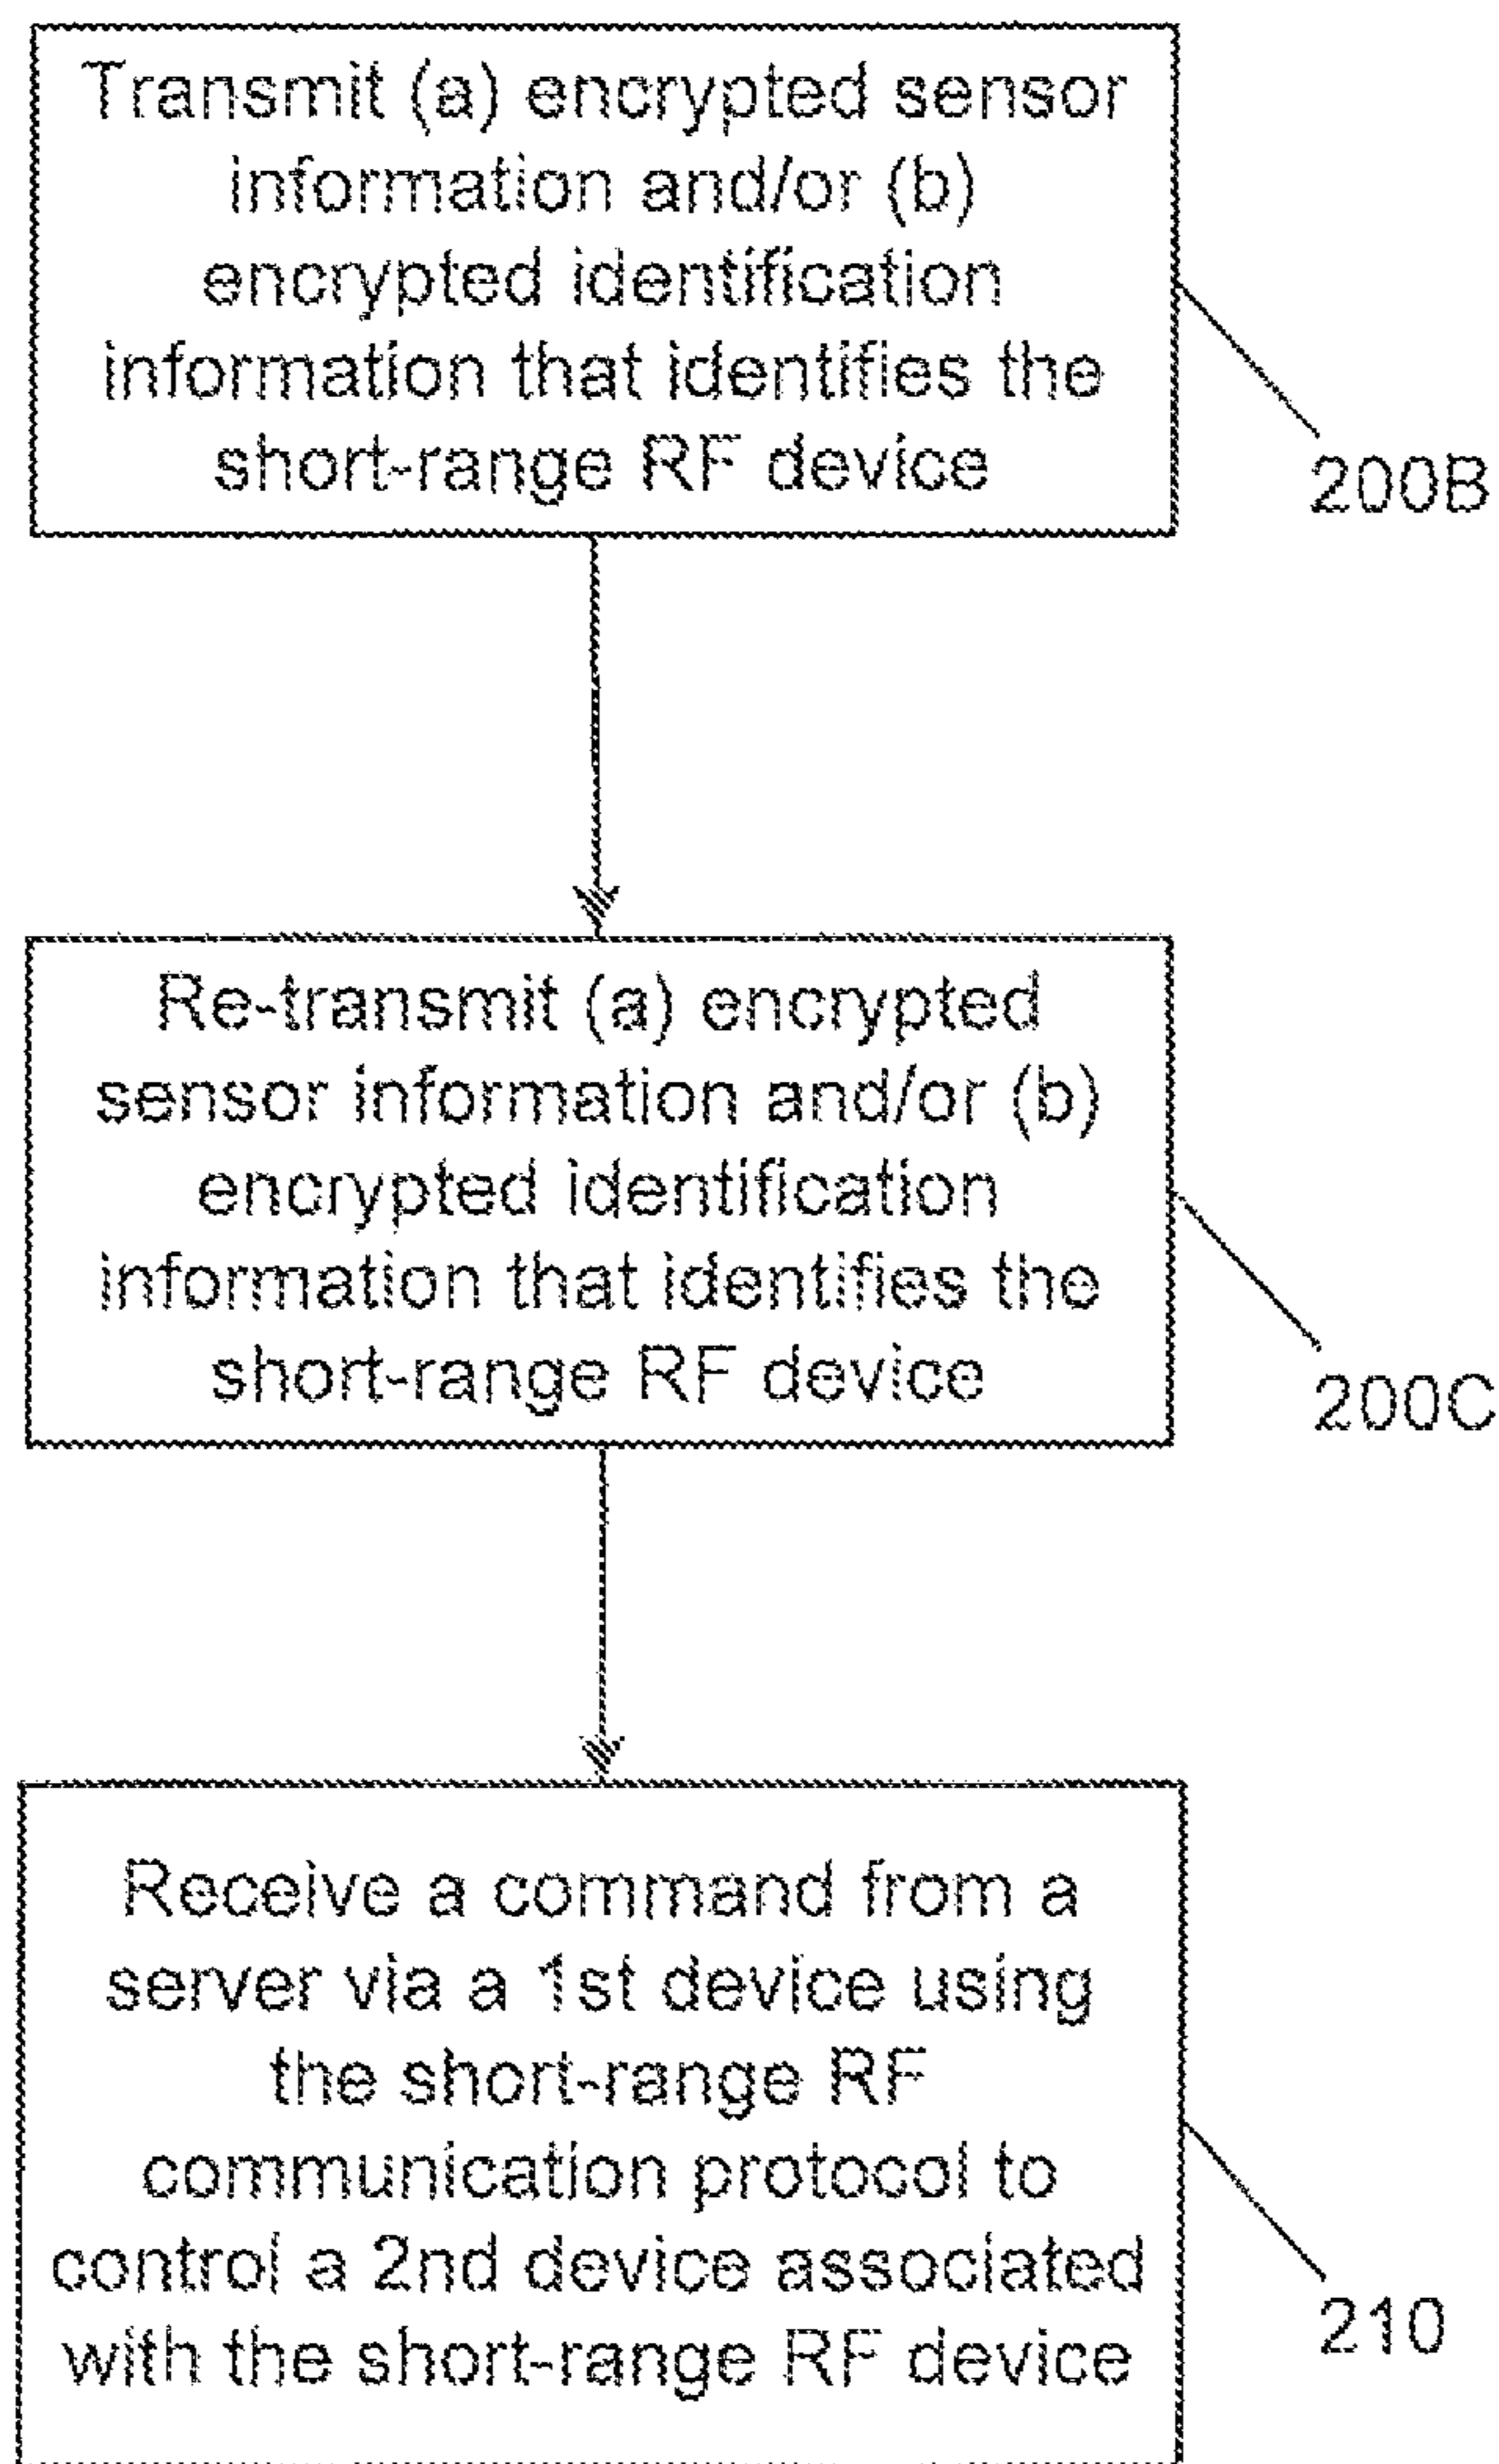 Transmit (a) encrypted sensor
information and/or (b)
encrypted identification
information that identifies the
short-range RF device
200B
Re-transmit (a) encrypted
sensor information and/or (b)
encrypted identification
information that identifies the
short-range RF device
200C
Receive a command from a
server via a 1st device using
the short-range RF
communication protocol to
control a 2nd device associated
with the short-range RF device
210